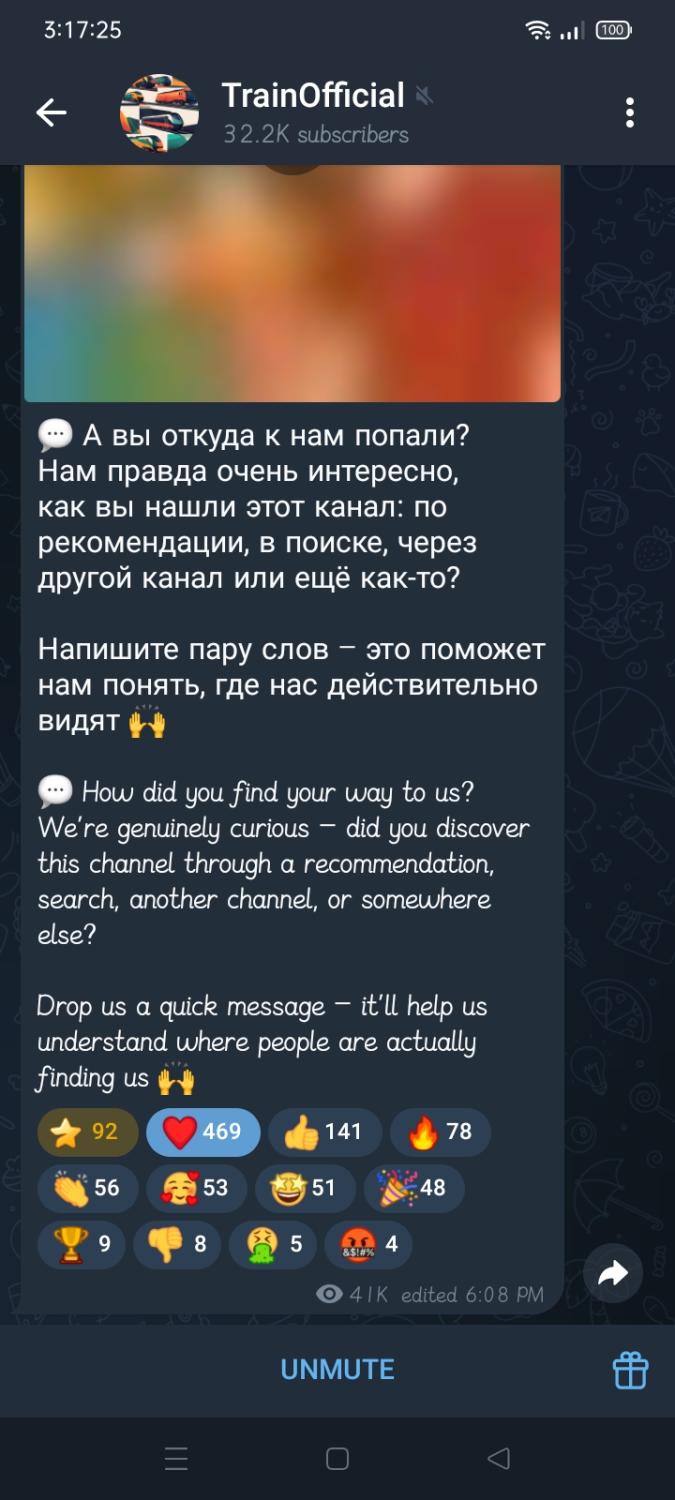 3:17:25
100
TrainOfficial
32.2K subscribers
💬 А вы откуда к нам попали?
Нам правда очень интересно,
как вы нашли этот канал: по
рекомендации, в поиске, через
другой канал или ещё как-то?
Напишите пару слов – это поможет
нам понять, где нас действительно
видят 🙌
💬 How did you find your way to us?
We're genuinely curious – did you discover
this channel through a recommendation,
search, another channel, or somewhere
else?
Drop us a quick message – it'll help us
understand where people are actually
finding us 🙌
⭐ 92 ❤️ 469 👍 141 🔥 78
👏 56 🥰 53 🤩 51 🎉 48
🏆 9 👎 8 🤮 5 🤬 4
41K edited 6:08 PM
UNMUTE